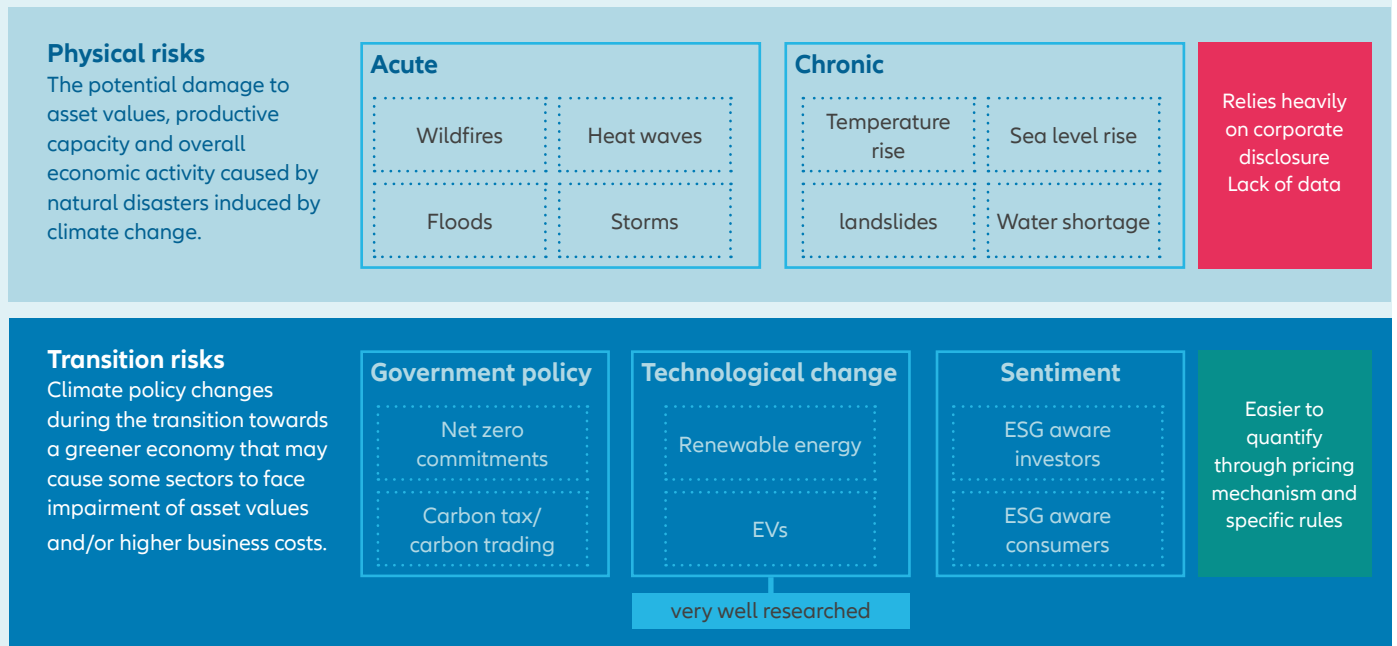 Physical risks
The potential damage to
asset values, productive
capacity and overall
economic activity caused by
natural disasters induced by
climate change.
Acute
Wildfires
Heat waves
Floods
Storms
Chronic
Temperature
rise
Sea level rise
landslides
Water shortage
Relies heavily
on corporate
disclosure
Lack of data
Transition risks
Climate policy changes
during the transition towards
a greener economy that may
cause some sectors to face
impairment of asset values
and/or higher business costs.
Government policy
Net zero
commitments
Carbon tax/
carbon trading
Technological change
Renewable energy
EVs
very well researched
Sentiment
ESG aware
investors
ESG aware
consumers
Easier to
quantify
through pricing
mechanism and
specific rules